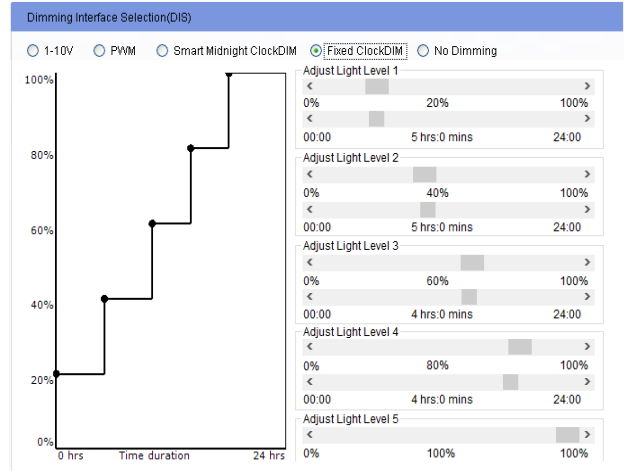 Dimming Interface Selection(DIS)
1-10V PWM Smart Midnight ClockDIM Fixed ClockDIM No Dimming
100%
80%
60%
40%
20%
0%
0 hrs Time duration 24 hrs
Adjust Light Level 1
0% 20% 100%
00:00 5 hrs:0 mins 24:00
Adjust Light Level 2
0% 40% 100%
00:00 5 hrs:0 mins 24:00
Adjust Light Level 3
0% 60% 100%
00:00 4 hrs:0 mins 24:00
Adjust Light Level 4
0% 80% 100%
00:00 4 hrs:0 mins 24:00
Adjust Light Level 5
0% 100% 100%